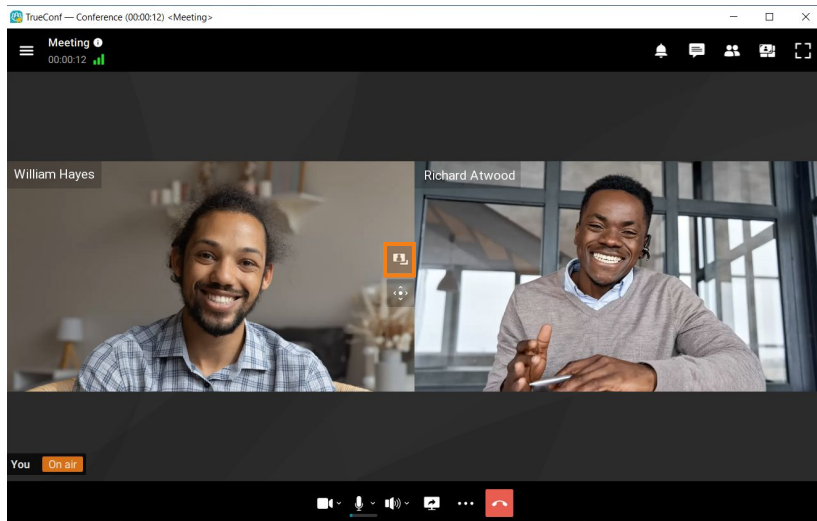 TrueConf — Conference (00:00:12) <Meeting>
Meeting
00:00:12
William Hayes
Richard Atwood
You On air